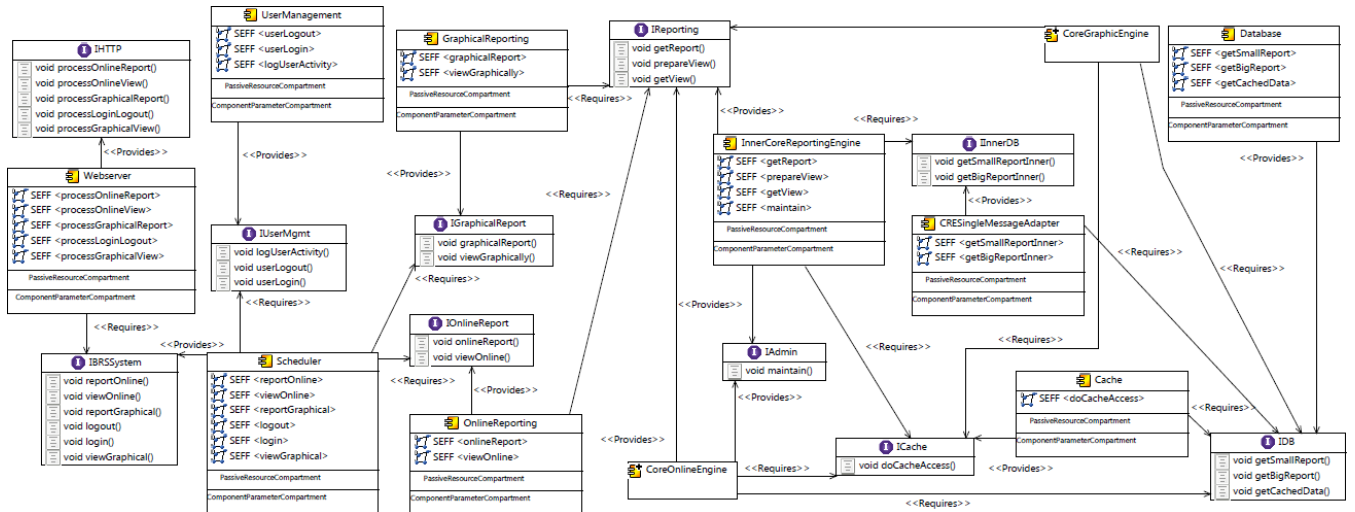 IHTTP
void processOnlineReport()
void processOnlineView()
void processGraphicalReport()
void processLoginLogout()
void processGraphicalView()
<<Provides>>
Webserver
SEFF <processOnlineReport>
SEFF <processOnlineView>
SEFF <processGraphicalReport>
SEFF <processLoginLogout>
SEFF <processGraphicalView>
PassiveResourceCompartment
ComponentParameterCompartment
<<Requires>>
IBRSSystem
void reportOnline()
void viewOnline()
void reportGraphical()
void logout()
void login()
void viewGraphical()
<<Provides>>
UserManagement
SEFF <userLogout>
SEFF <userLogin>
SEFF <logUserActivity>
PassiveResourceCompartment
ComponentParameterCompartment
<<Provides>>
IUserMgmt
void logUserActivity()
void userLogout()
void userLogin()
<<Requires>>
Scheduler
SEFF <reportOnline>
SEFF <viewOnline>
SEFF <reportGraphical>
SEFF <logout>
SEFF <login>
SEFF <viewGraphical>
PassiveResourceCompartment
ComponentParameterCompartment
GraphicalReporting
SEFF <graphicalReport>
SEFF <viewGraphically>
PassiveResourceCompartment
ComponentParameterCompartment
<<Requires>>
<<Provides>>
IGraphicalReport
void graphicalReport()
void viewGraphically()
<<Requires>>
IOnlineReport
void onlineReport()
void viewOnline()
<<Requires>>
<<Provides>>
OnlineReporting
SEFF <onlineReport>
SEFF <viewOnline>
PassiveResourceCompartment
ComponentParameterCompartment
<<Requires>>
IReporting
void getReport()
void prepareView()
void getView()
<<Provides>>
<<Provides>>
InnerCoreReportingEngine
SEFF <getReport>
SEFF <prepareView>
SEFF <getView>
SEFF <maintain>
PassiveResourceCompartment
ComponentParameterCompartment
<<Requires>>
IInnerDB
void getSmallReportInner()
void getBigReportInner()
<<Provides>>
CRESingleMessageAdapter
SEFF <getSmallReportInner>
SEFF <getBigReportInner>
PassiveResourceCompartment
ComponentParameterCompartment
<<Requires>>
<<Provides>>
IAdmin
void maintain()
<<Provides>>
<<Requires>>
<<Provides>>
CoreOnlineEngine
<<Requires>>
<<Requires>>
ICache
void doCacheAccess()
<<Provides>>
<<Requires>>
Cache
SEFF <doCacheAccess>
PassiveResourceCompartment
ComponentParameterCompartment
<<Requires>>
CoreGraphicEngine
<<Requires>>
Database
SEFF <getSmallReport>
SEFF <getBigReport>
SEFF <getCachedData>
PassiveResourceCompartment
ComponentParameterCompartment
<<Provides>>
IDB
void getSmallReport()
void getBigReport()
void getCachedData()